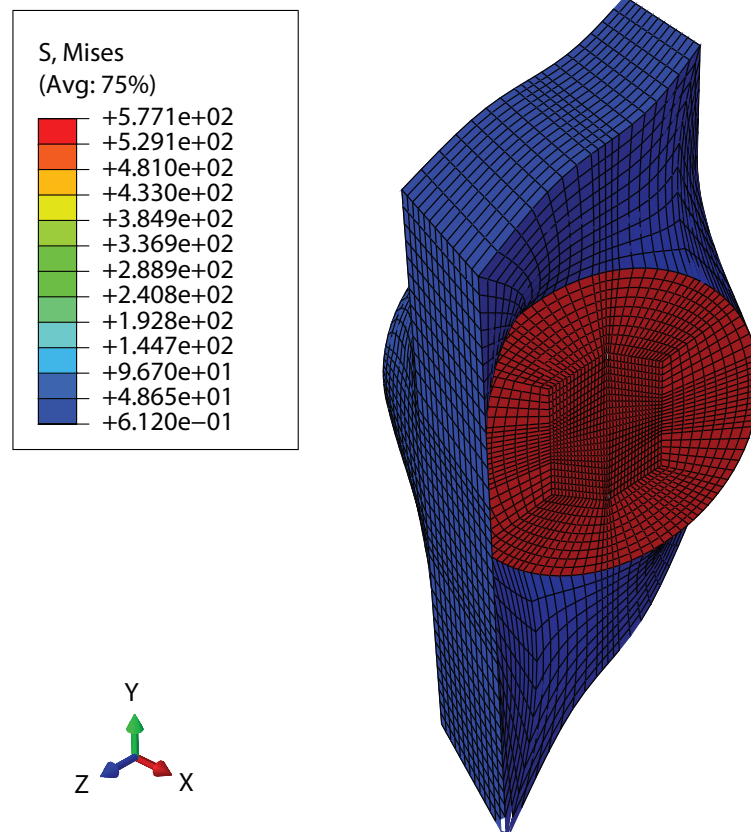 S, Mises
(Avg: 75%)
+5.771e+02
+5.291e+02
+4.810e+02
+4.330e+02
+3.849e+02
+3.369e+02
+2.889e+02
+2.408e+02
+1.928e+02
+1.447e+02
+9.670e+01
+4.865e+01
+6.120e−01
Y
Z X